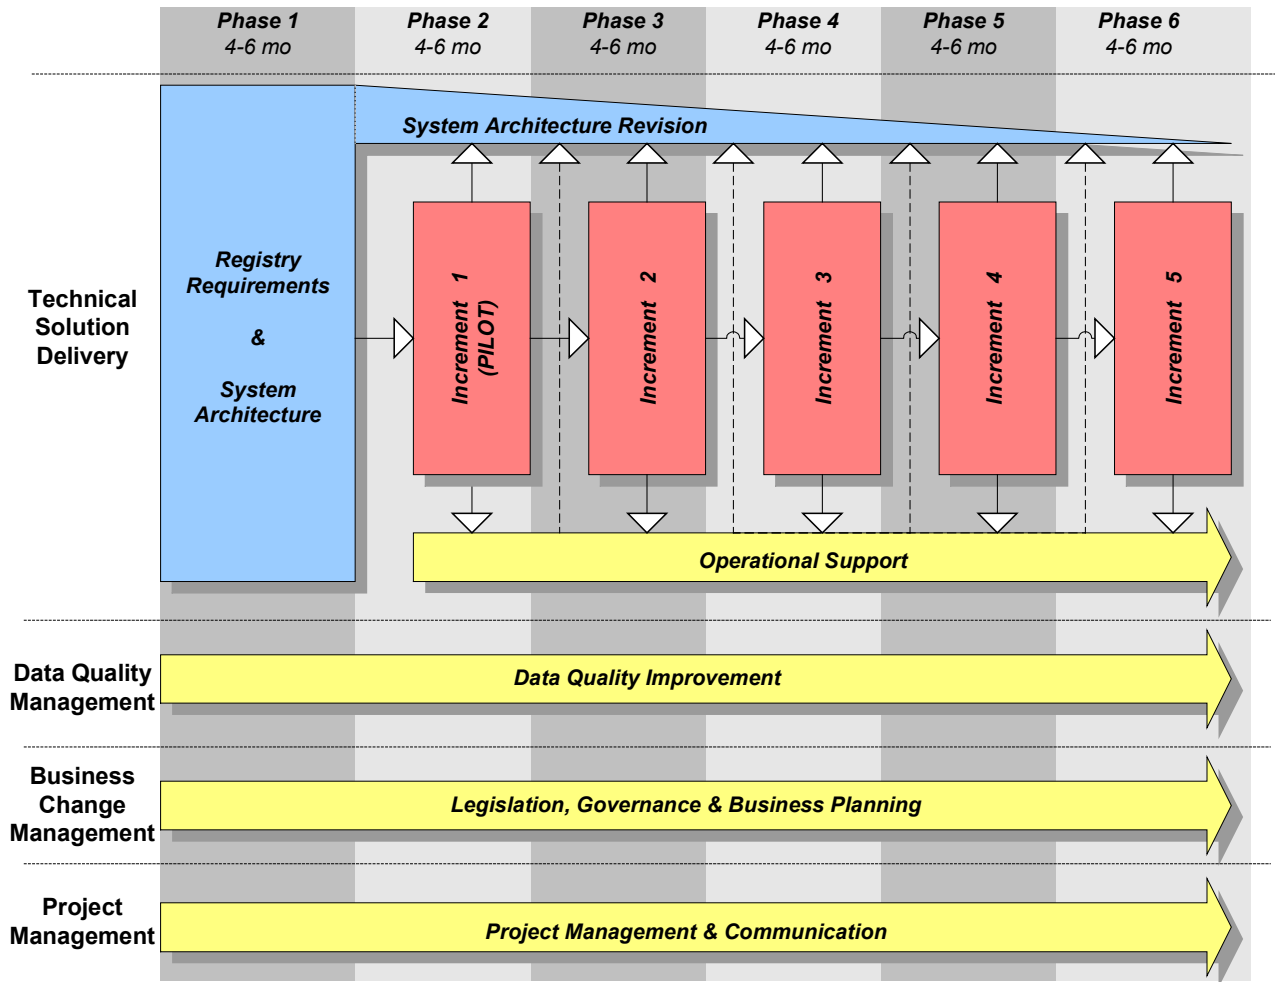 Phase 1
4-6 mo
Phase 2
4-6 mo
Phase 3
4-6 mo
Phase 4
4-6 mo
Phase 5
4-6 mo
Phase 6
4-6 mo
System Architecture Revision
Technical
Solution
Delivery
Registry
Requirements
&
System
Architecture
Increment 1
(PILOT)
Increment 2
Increment 3
Increment 4
Increment 5
Operational Support
Data Quality
Management
Data Quality Improvement
Business
Change
Management
Legislation, Governance & Business Planning
Project
Management
Project Management & Communication